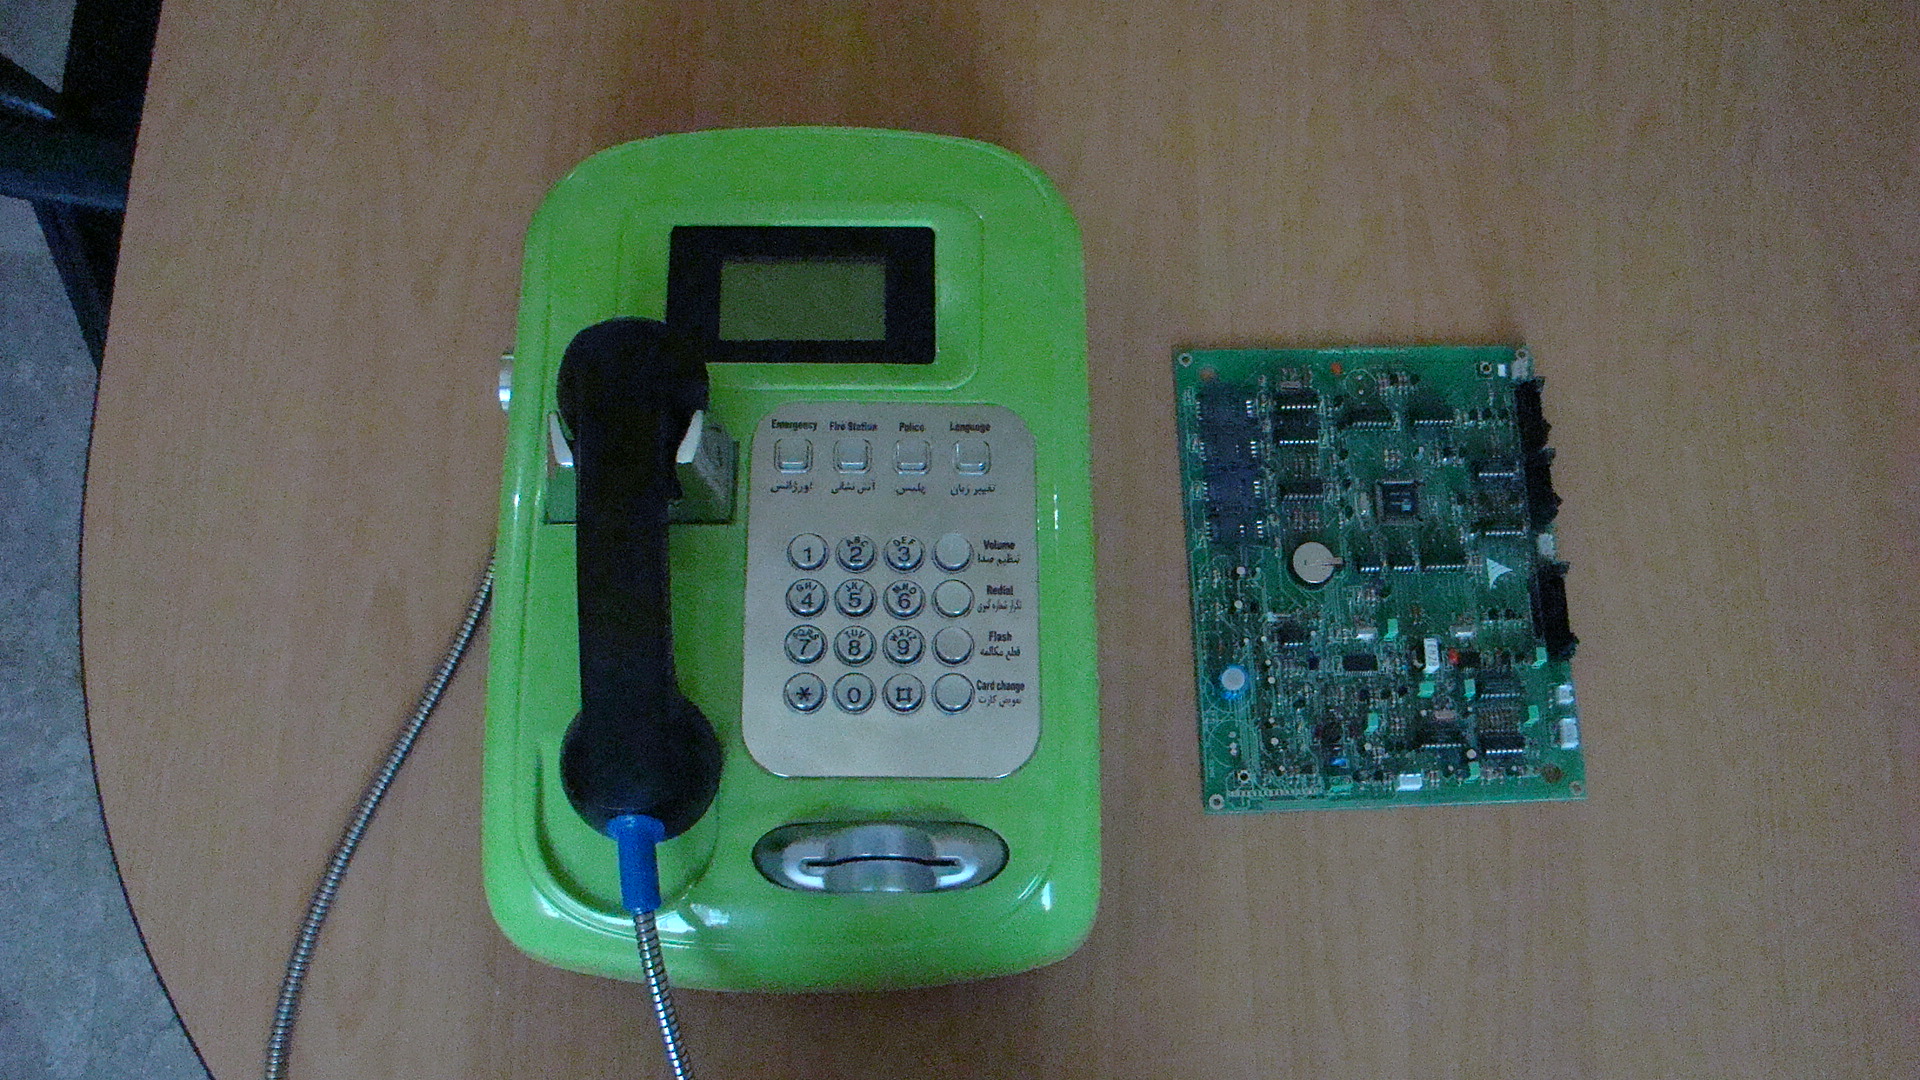 Emergency Fire Station Police Language
اورژانس آتش نشانی پلیس تغییر زبان
1 ABC 2 DEF 3 Volume
تنظیم صدا
GHI 4 JKL 5 MNO 6 Redial
تکرار شماره گیری
PQRS 7 TUV 8 WXYZ 9 Flash
قطع مکالمه
* 0 # Card change
تعویض کارت